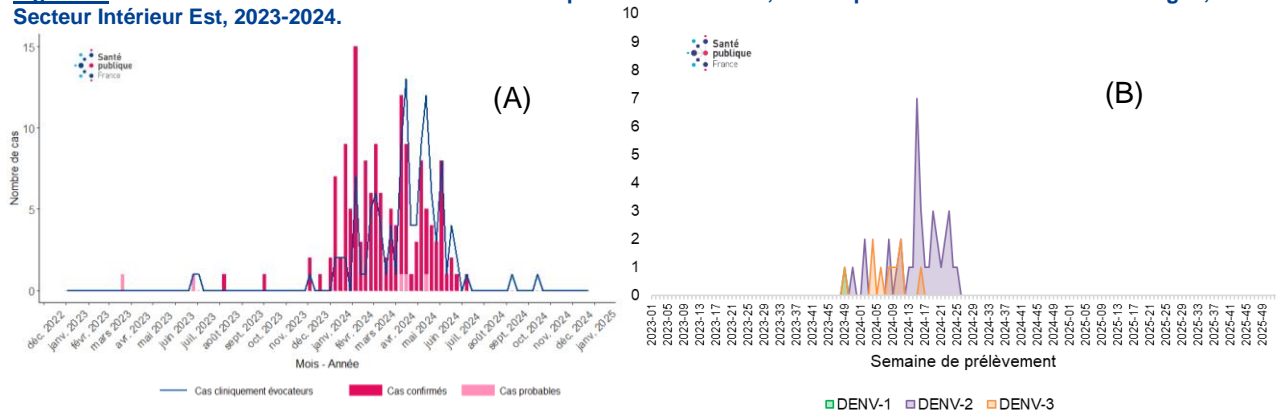 Secteur Intérieur Est, 2023-2024.
Santé
publique
France
(A)
15
10
5
0
Nombre de cas
déc. 2022
janv. 2023
févr. 2023
mars 2023
avr. 2023
mai 2023
juin 2023
juil. 2023
août 2023
sept. 2023
oct. 2023
nov. 2023
déc. 2023
janv. 2024
févr. 2024
mars 2024
avr. 2024
mai 2024
juin 2024
juil. 2024
août 2024
sept. 2024
oct. 2024
nov. 2024
déc. 2024
janv. 2025
Mois - Année
Cas cliniquement évocateurs
Cas confirmés
Cas probables
Santé
publique
France
(B)
10
9
8
7
6
5
4
3
2
1
0
2023-01
2023-05
2023-09
2023-13
2023-17
2023-21
2023-25
2023-29
2023-33
2023-37
2023-41
2023-45
2023-49
2024-01
2024-05
2024-09
2024-13
2024-17
2024-21
2024-25
2024-29
2024-33
2024-37
2024-41
2024-45
2024-49
2025-01
2025-05
2025-09
2025-13
2025-17
2025-21
2025-25
2025-29
2025-33
2025-37
2025-41
2025-45
2025-49
Semaine de prélèvement
DENV-1
DENV-2
DENV-3